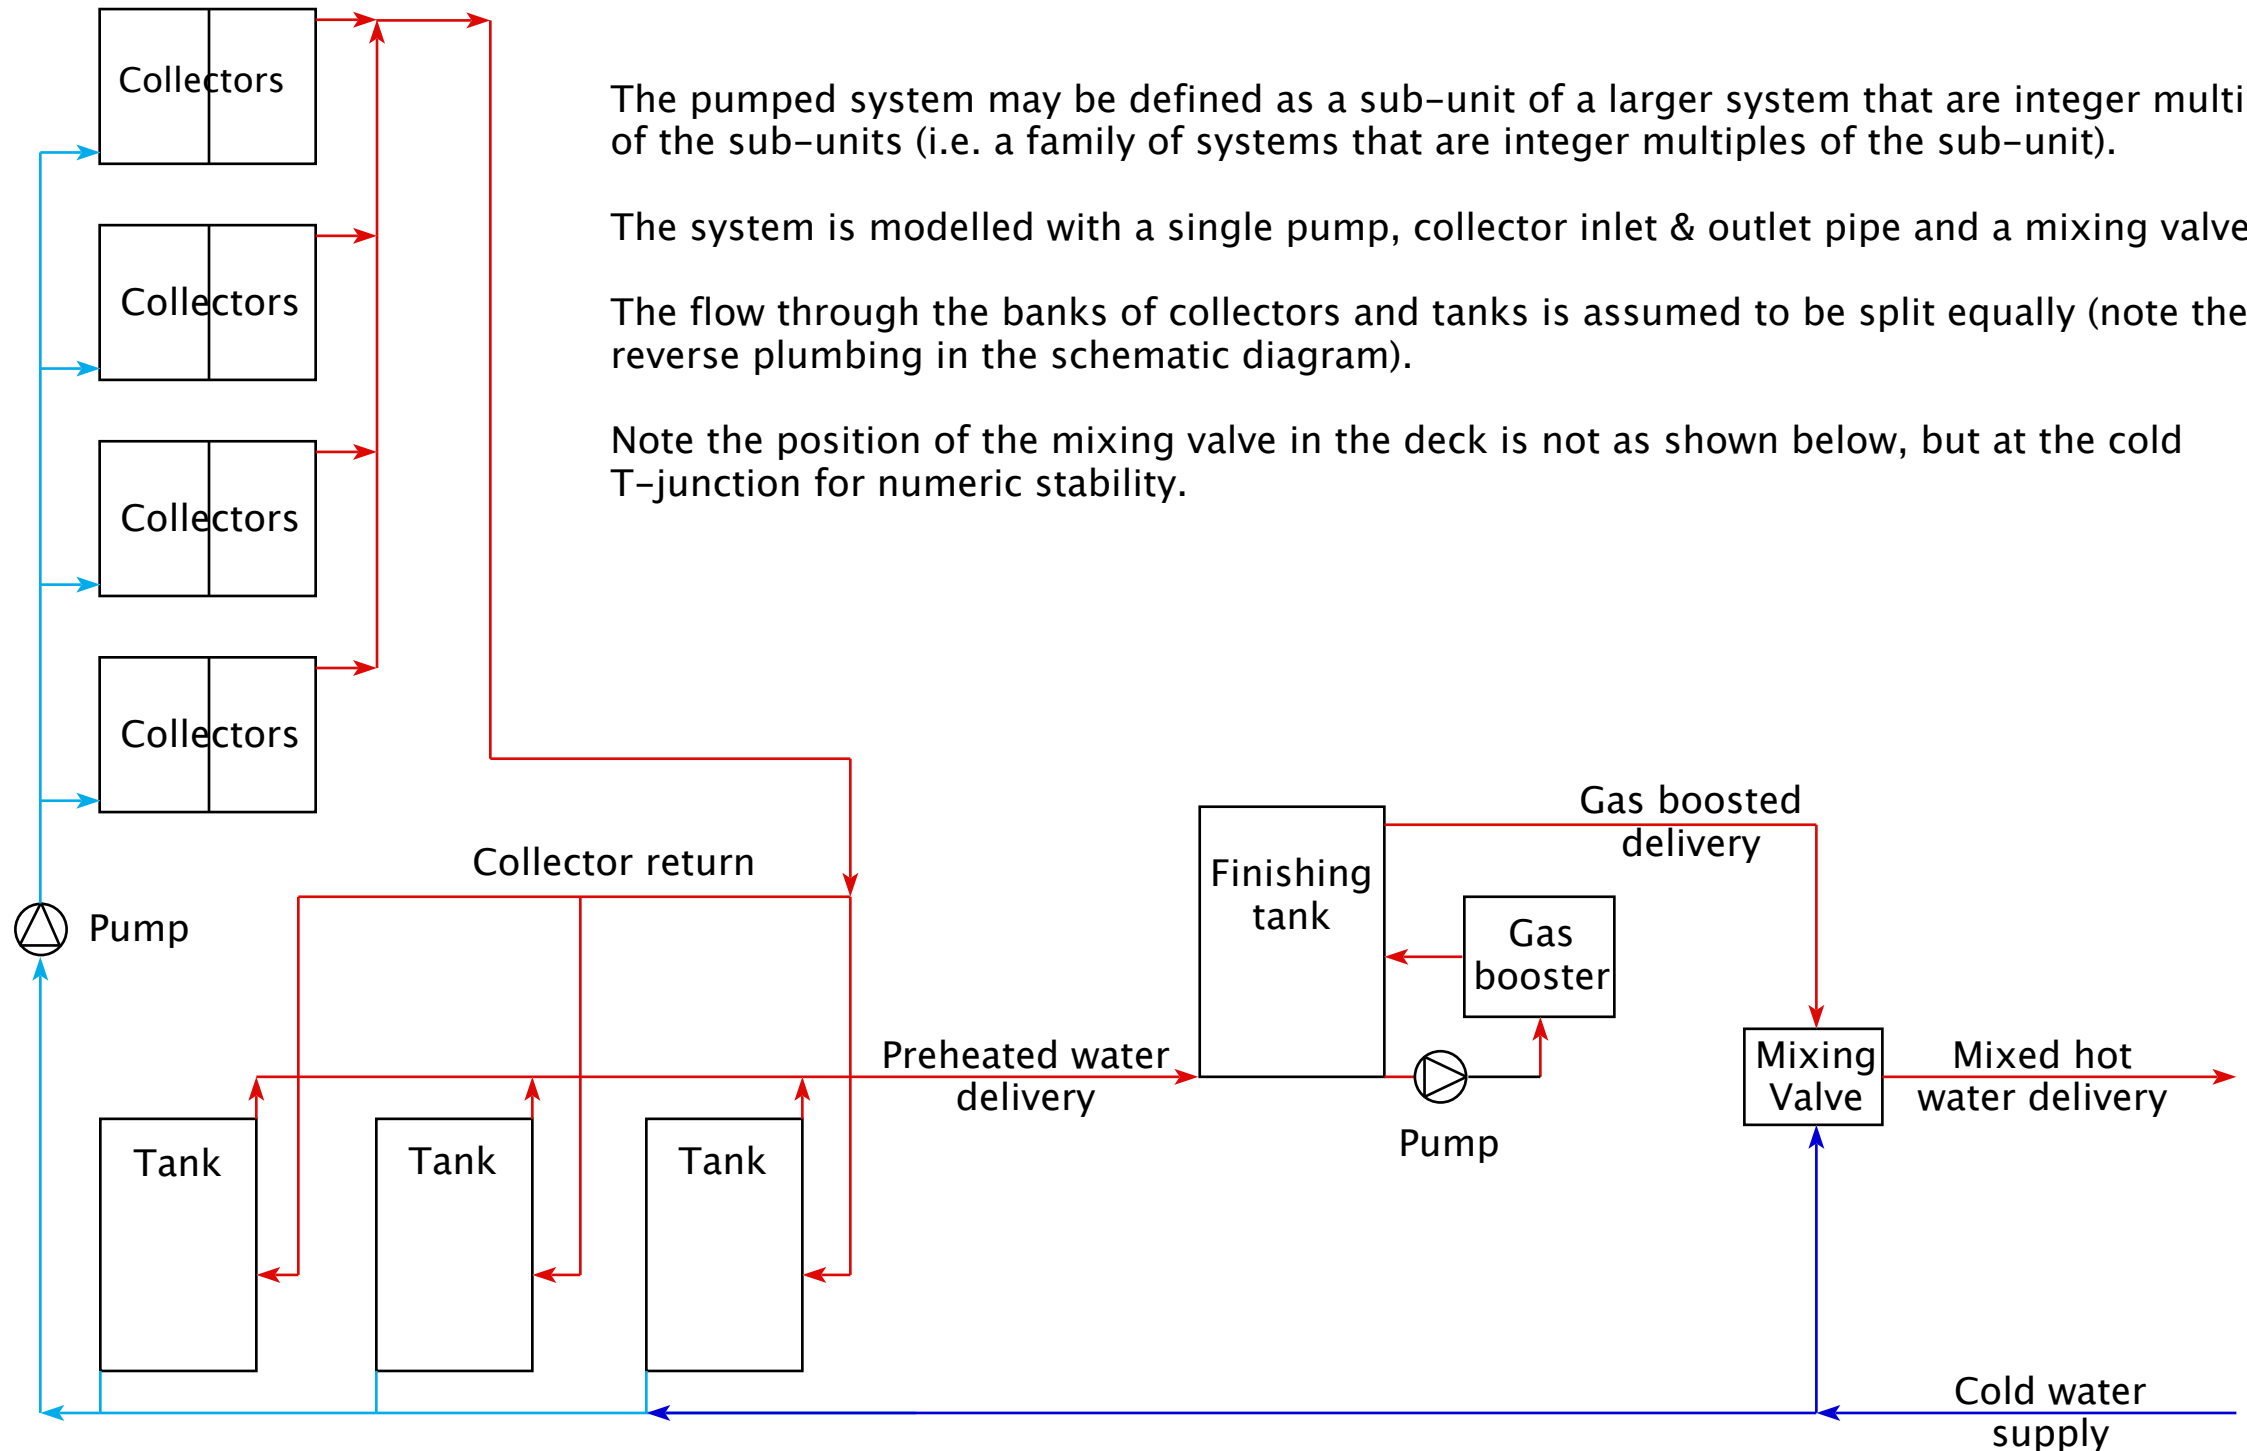 Collectors
The pumped system may be defined as a sub-unit of a larger system that are integer multi
of the sub-units (i.e. a family of systems that are integer multiples of the sub-unit).
The system is modelled with a single pump, collector inlet & outlet pipe and a mixing valve
Collectors
The flow through the banks of collectors and tanks is assumed to be split equally (note the
reverse plumbing in the schematic diagram).
Note the position of the mixing valve in the deck is not as shown below, but at the cold
T-junction for numeric stability.
Collectors
Collectors
Gas boosted
delivery
Collector return
Finishing
tank
Pump
Gas
booster
Preheated water
delivery
Mixing
Valve
Mixed hot
water delivery
Pump
Tank
Tank
Tank
Cold water
supply